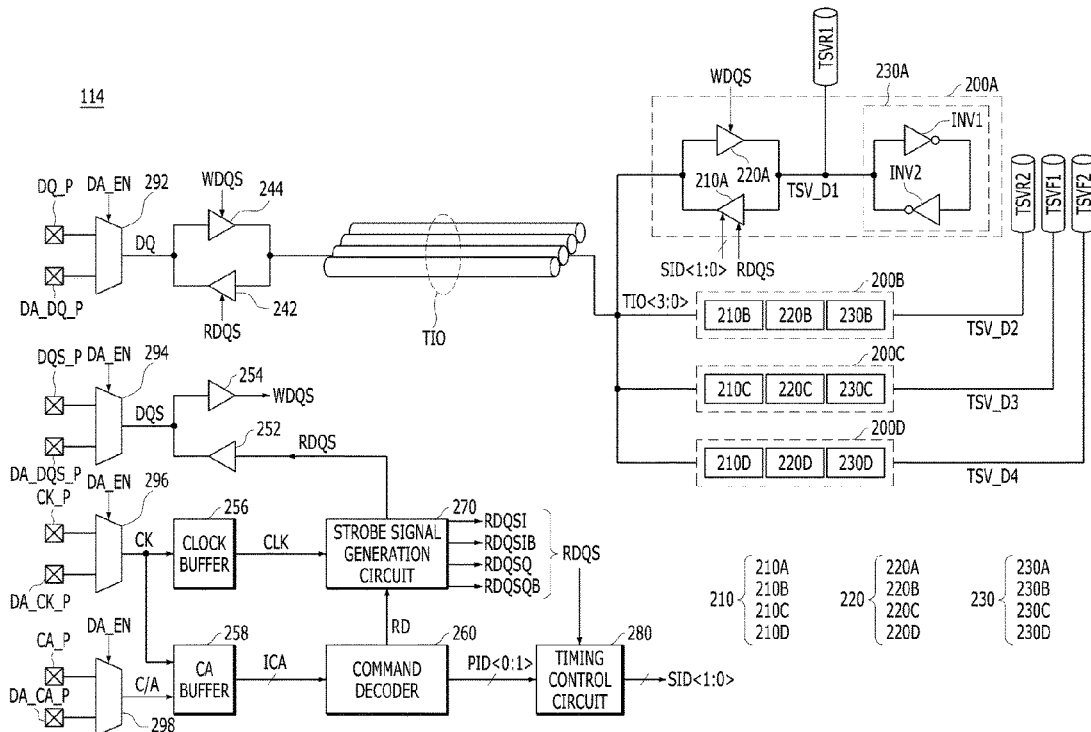 114
DQ_P
DA_EN
292
DQ
DA_DQ_P
WDQS
244
242
RDQS
TIO
TSVR1
230A
200A
WDQS
INV1
INV2
220A
210A
TSV_D1
SID<1:0>
RDQS
TSVR2
TSVF1
TSVF2
TIO<3:0>
200B
210B
220B
230B
TSV_D2
200C
210C
220C
230C
TSV_D3
200D
210D
220D
230D
TSV_D4
DQS_P
DA_EN
294
DQS
DA_DQS_P
254
WDQS
252
RDQS
CK_P
DA_EN
296
CK
DA_CK_P
256
CLOCK
BUFFER
CLK
270
STROBE SIGNAL
GENERATION
CIRCUIT
RDQSI
RDQSIB
RDQSQ
RDQSQB
RDQS
RD
CA_P
DA_EN
C/A
DA_CA_P
298
258
CA
BUFFER
ICA
260
COMMAND
DECODER
PID<0:1>
280
TIMING
CONTROL
CIRCUIT
SID<1:0>
210
210A
210B
210C
210D
220
220A
220B
220C
220D
230
230A
230B
230C
230D